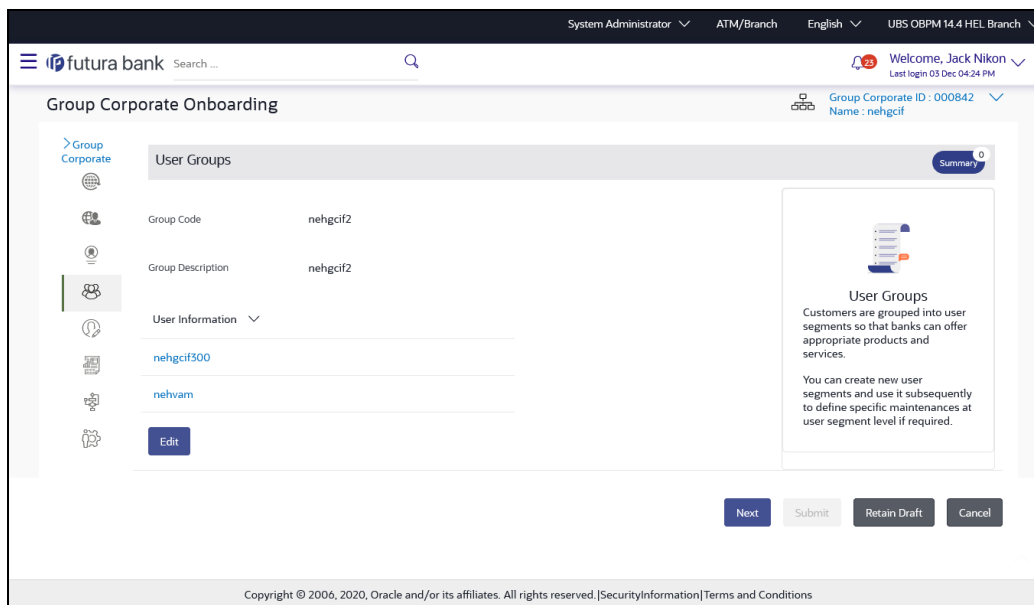 System Administrator ATM/Branch English UBS OBPM 14.4 HEL Branch
futura bank Search ... 23 Welcome, Jack Nikon
Last login 03 Dec 04:24 PM
Group Corporate Onboarding
Group Corporate ID : 000842
Name : nehgcif
Group
Corporate
User Groups
Summary 0
Group Code nehgcif2
Group Description nehgcif2
User Information
nehgcif300
nehvam
Edit
User Groups
Customers are grouped into user
segments so that banks can offer
appropriate products and
services.
You can create new user
segments and use it subsequently
to define specific maintenances at
user segment level if required.
Next Submit Retain Draft Cancel
Copyright © 2006, 2020, Oracle and/or its affiliates. All rights reserved.|SecurityInformation|Terms and Conditions